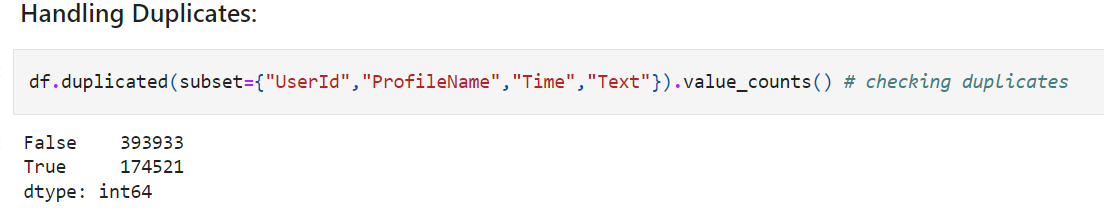 Handling Duplicates:
df.duplicated(subset={"UserId","ProfileName","Time","Text"}).value_counts() # checking duplicates
False    393933
True     174521
dtype: int64